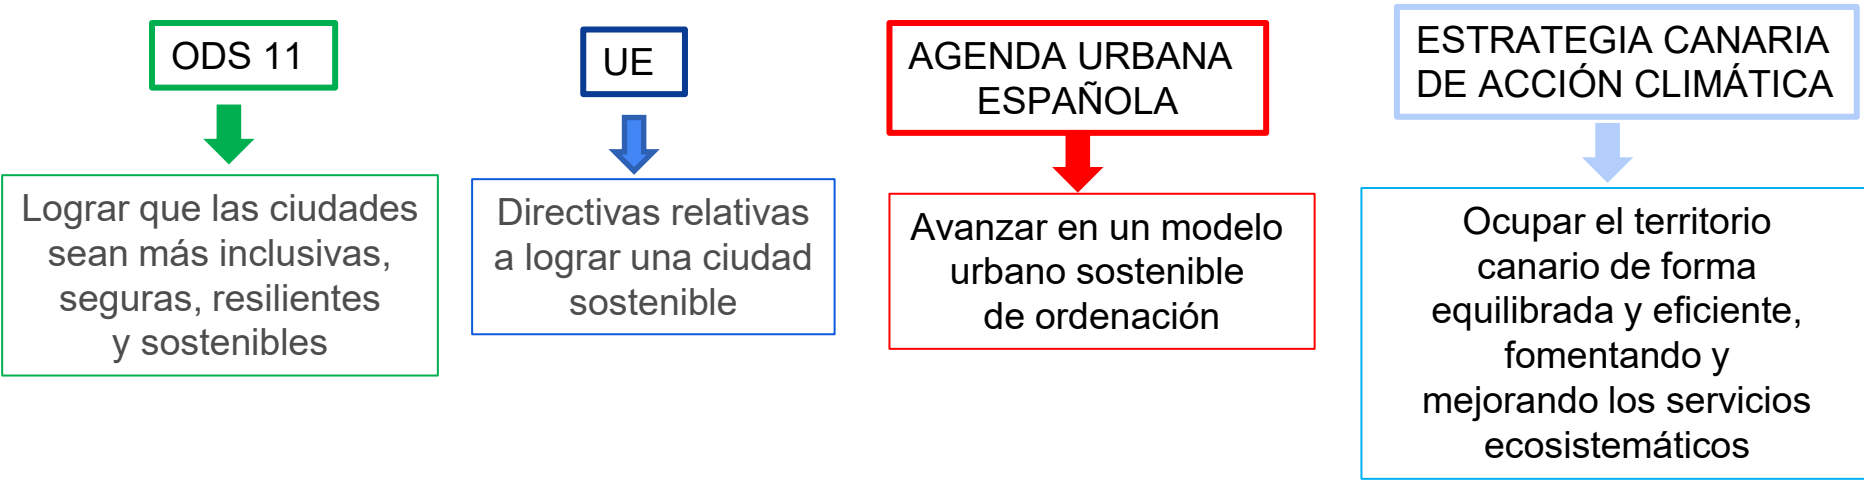 ODS 11
Lograr que las ciudades
sean más inclusivas,
seguras, resilientes
y sostenibles
UE
Directivas relativas
a lograr una ciudad
sostenible
AGENDA URBANA
ESPAÑOLA
Avanzar en un modelo
urbano sostenible
de ordenación
ESTRATEGIA CANARIA
DE ACCIÓN CLIMÁTICA
Ocupar el territorio
canario de forma
equilibrada y eficiente,
fomentando y
mejorando los servicios
ecosistemáticos